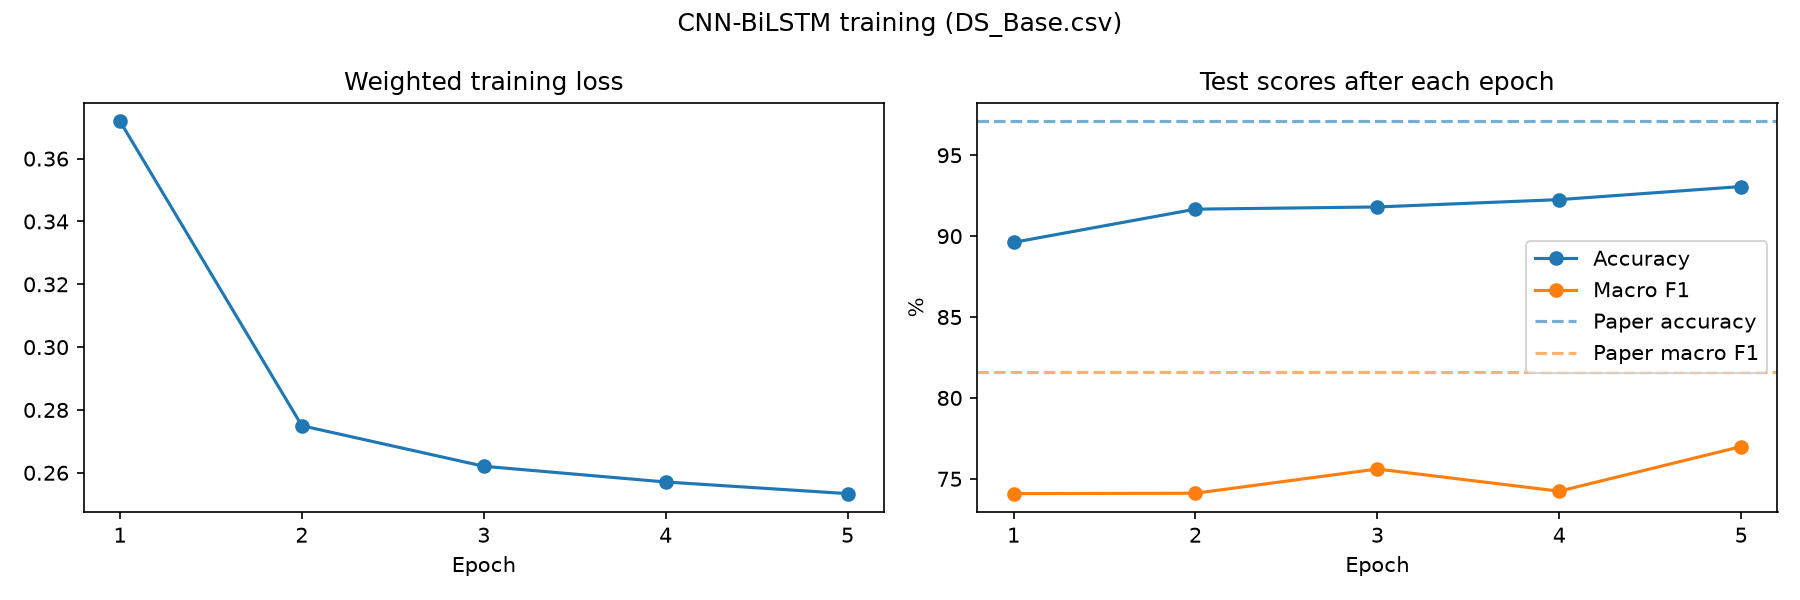 CNN-BiLSTM training (DS_Base.csv)
Weighted training loss
0.36
0.34
0.32
0.30
0.28
0.26
1 2 3 4 5
Epoch
Test scores after each epoch
%
95
90
85
80
75
Accuracy
Macro F1
Paper accuracy
Paper macro F1
1 2 3 4 5
Epoch